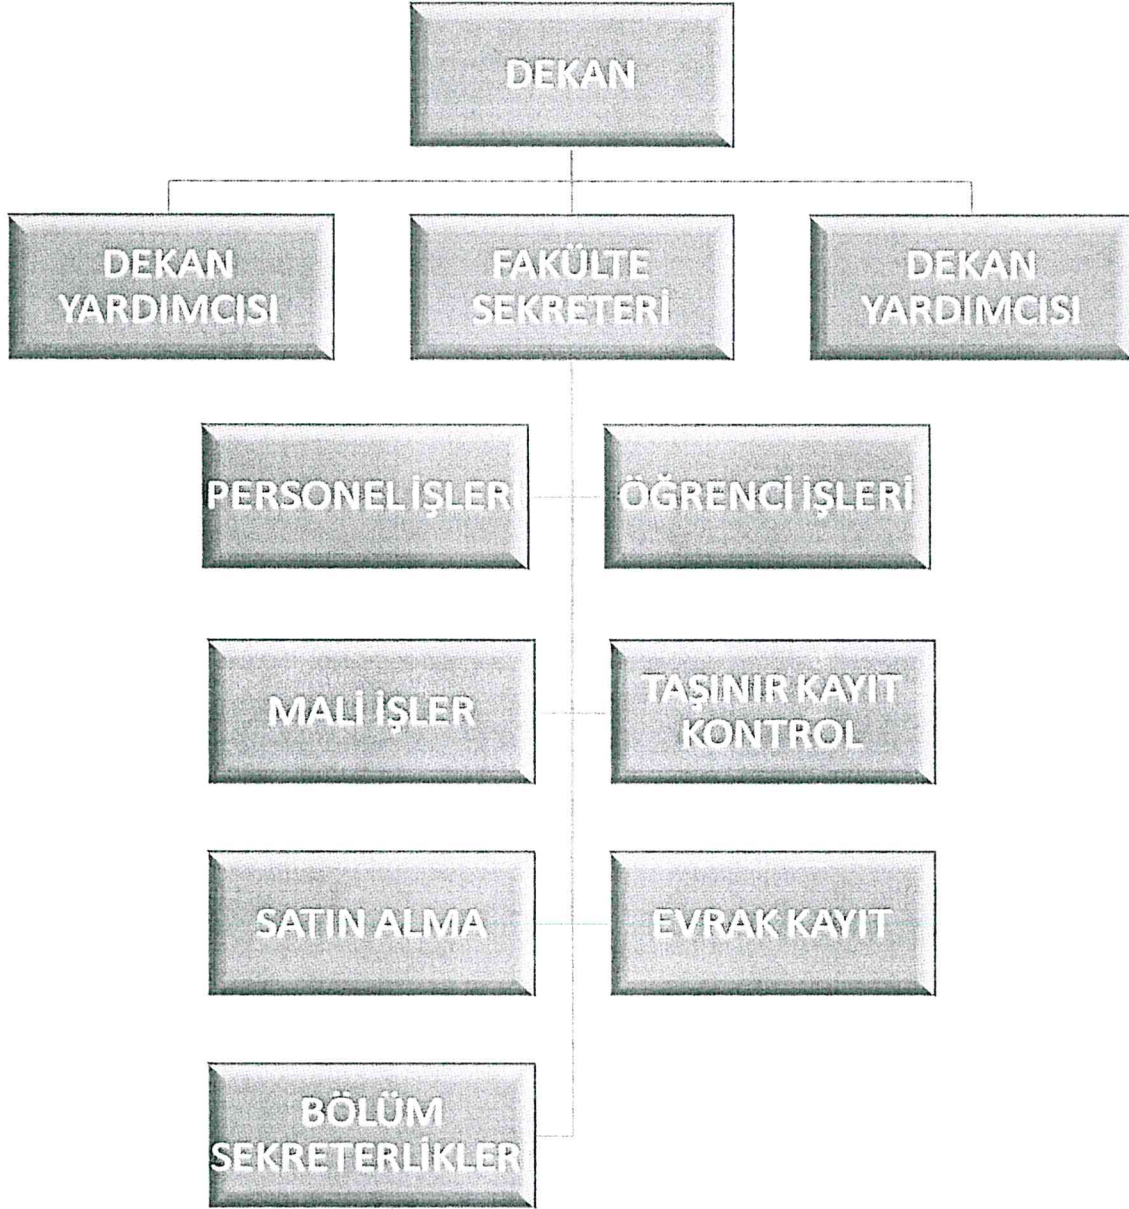 DEKAN
DEKAN
YARDIMCISI
FAKÜLTE
SEKRETERİ
DEKAN
YARDIMCISI
PERSONEL İŞLER
ÖĞRENCİ İŞLERİ
MALİ İŞLER
TAŞINIR KAYIT
KONTROL
SATIN ALMA
EVRAK KAYIT
BÖLÜM
SEKRETERLİKLER